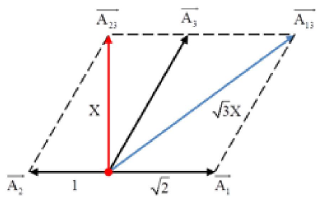 A₂₃ A₃ A₁₃
X √3X
A₂ 1 √2 A₁